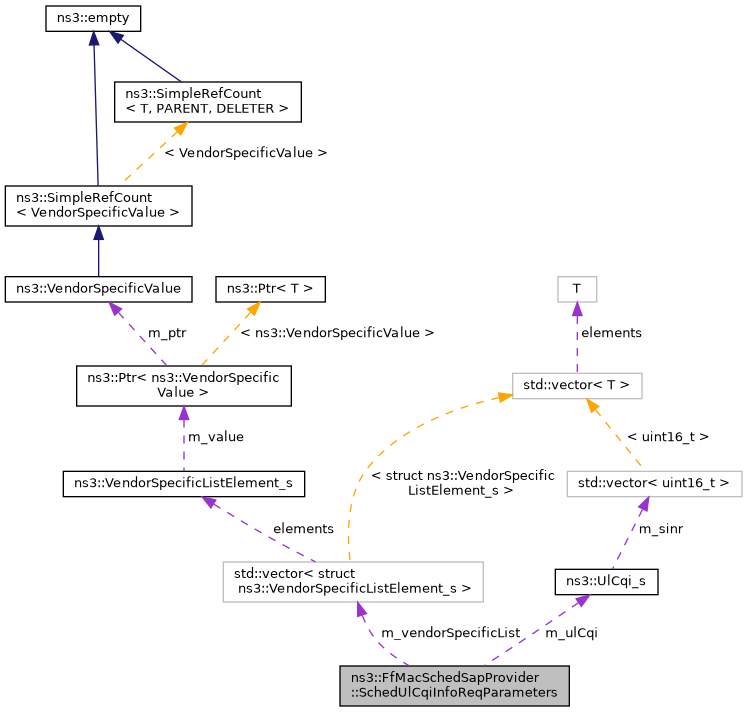 ns3::empty
ns3::SimpleRefCount
< T, PARENT, DELETER >
< VendorSpecificValue >
ns3::SimpleRefCount
< VendorSpecificValue >
ns3::VendorSpecificValue
ns3::Ptr< T >
T
m_ptr
< ns3::VendorSpecificValue >
elements
ns3::Ptr< ns3::VendorSpecific
Value >
std::vector< T >
m_value
< uint16_t >
< struct ns3::VendorSpecific
ListElement_s >
ns3::VendorSpecificListElement_s
std::vector< uint16_t >
elements
m_sinr
std::vector< struct
ns3::VendorSpecificListElement_s >
ns3::UlCqi_s
m_vendorSpecificList
m_ulCqi
ns3::FfMacSchedSapProvider
::SchedUlCqiInfoReqParameters